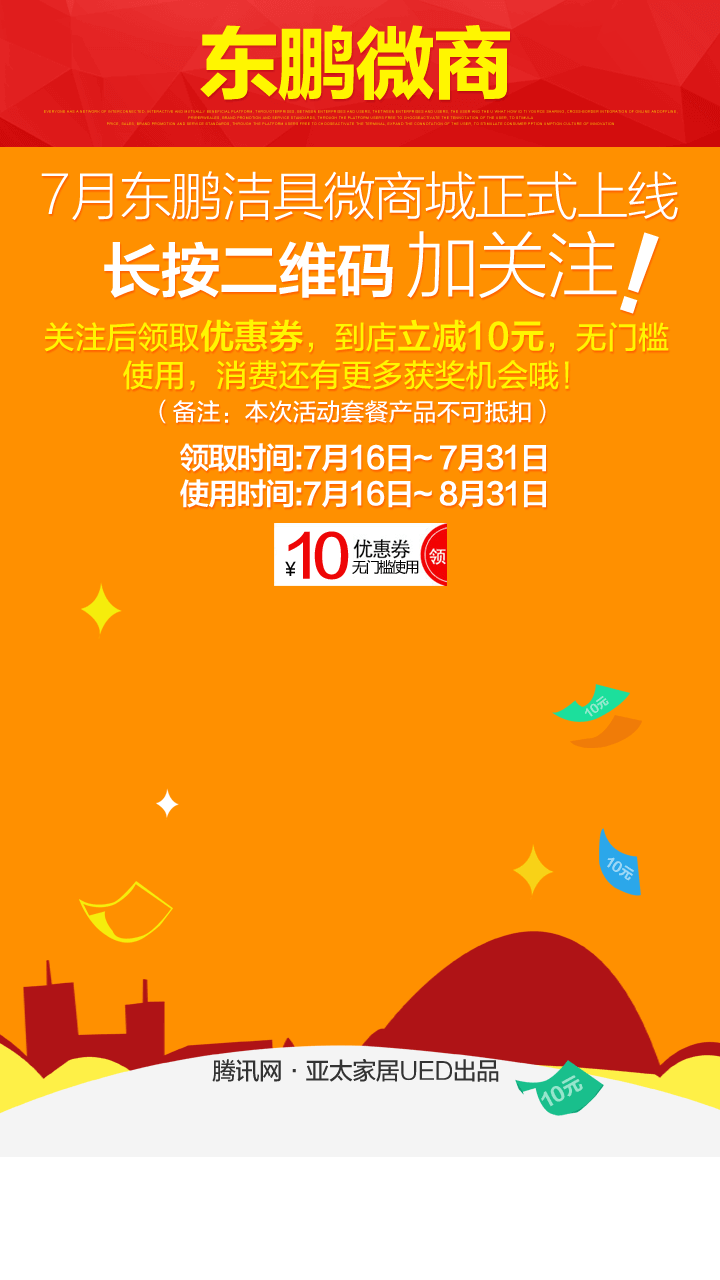 东鹏微商
7月东鹏洁具微商城正式上线
长按二维码 加关注!
关注后领取优惠券，到店立减10元，无门槛
使用，消费还有更多获奖机会哦！
（备注：本次活动套餐产品不可抵扣）
领取时间:7月16日~ 7月31日
使用时间:7月16日~ 8月31日
¥10 优惠券 领
无门槛使用
10元
10元
腾讯网 · 亚太家居UED出品
10元